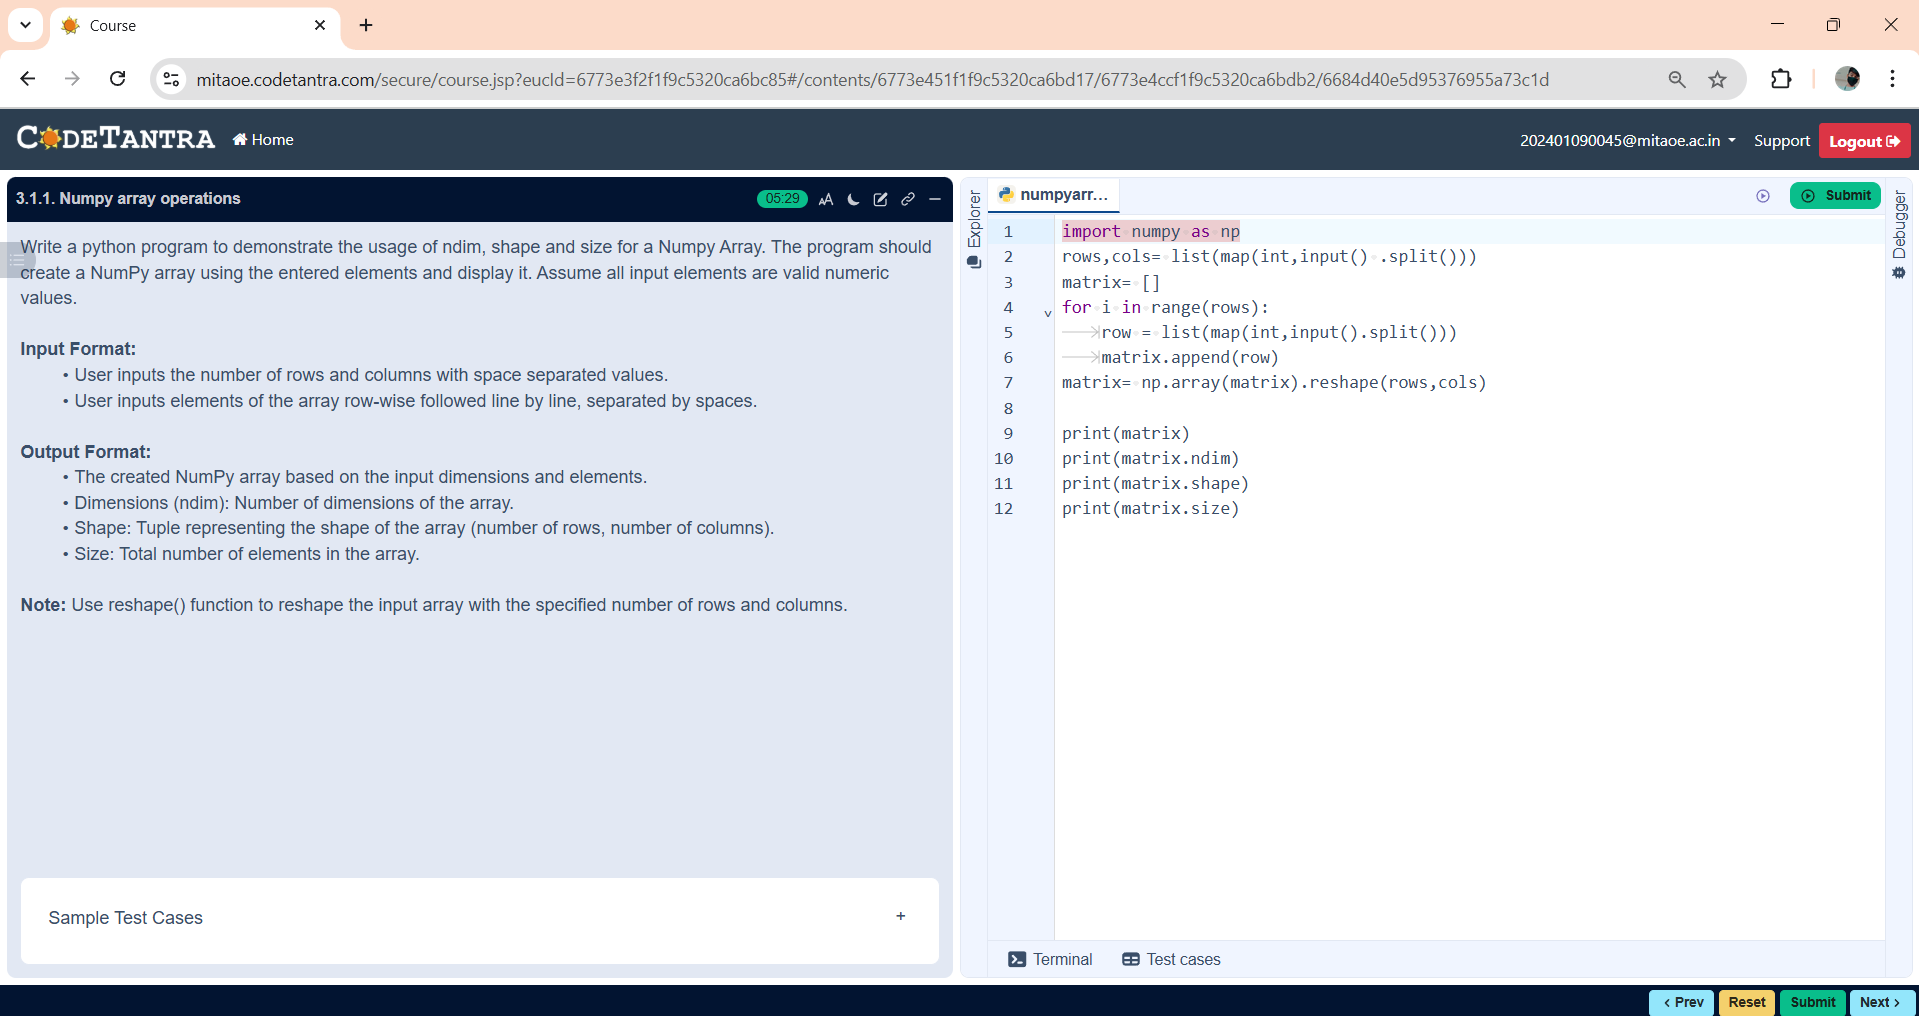 Course
mitaoe.codetantra.com/secure/course.jsp?eucId=6773e3f2f1f9c5320ca6bc85#/contents/6773e451f1f9c5320ca6bd17/6773e4ccf1f9c5320ca6bdb2/6684d40e5d95376955a73c1d
CODETANTRA
Home
202401090045@mitaoe.ac.in
Support
Logout
3.1.1. Numpy array operations
05:29
AA
Write a python program to demonstrate the usage of ndim, shape and size for a Numpy Array. The program should
create a NumPy array using the entered elements and display it. Assume all input elements are valid numeric
values.
Input Format:
• User inputs the number of rows and columns with space separated values.
• User inputs elements of the array row-wise followed line by line, separated by spaces.
Output Format:
• The created NumPy array based on the input dimensions and elements.
• Dimensions (ndim): Number of dimensions of the array.
• Shape: Tuple representing the shape of the array (number of rows, number of columns).
• Size: Total number of elements in the array.
Note: Use reshape() function to reshape the input array with the specified number of rows and columns.
Sample Test Cases
+
Explorer
numpyarr...
Submit
Debugger
1 import numpy as np
2 rows,cols= list(map(int,input() .split()))
3 matrix= []
4 for i in range(rows):
5 row = list(map(int,input().split()))
6 matrix.append(row)
7 matrix= np.array(matrix).reshape(rows,cols)
8
9 print(matrix)
10 print(matrix.ndim)
11 print(matrix.shape)
12 print(matrix.size)
Terminal
Test cases
< Prev
Reset
Submit
Next >